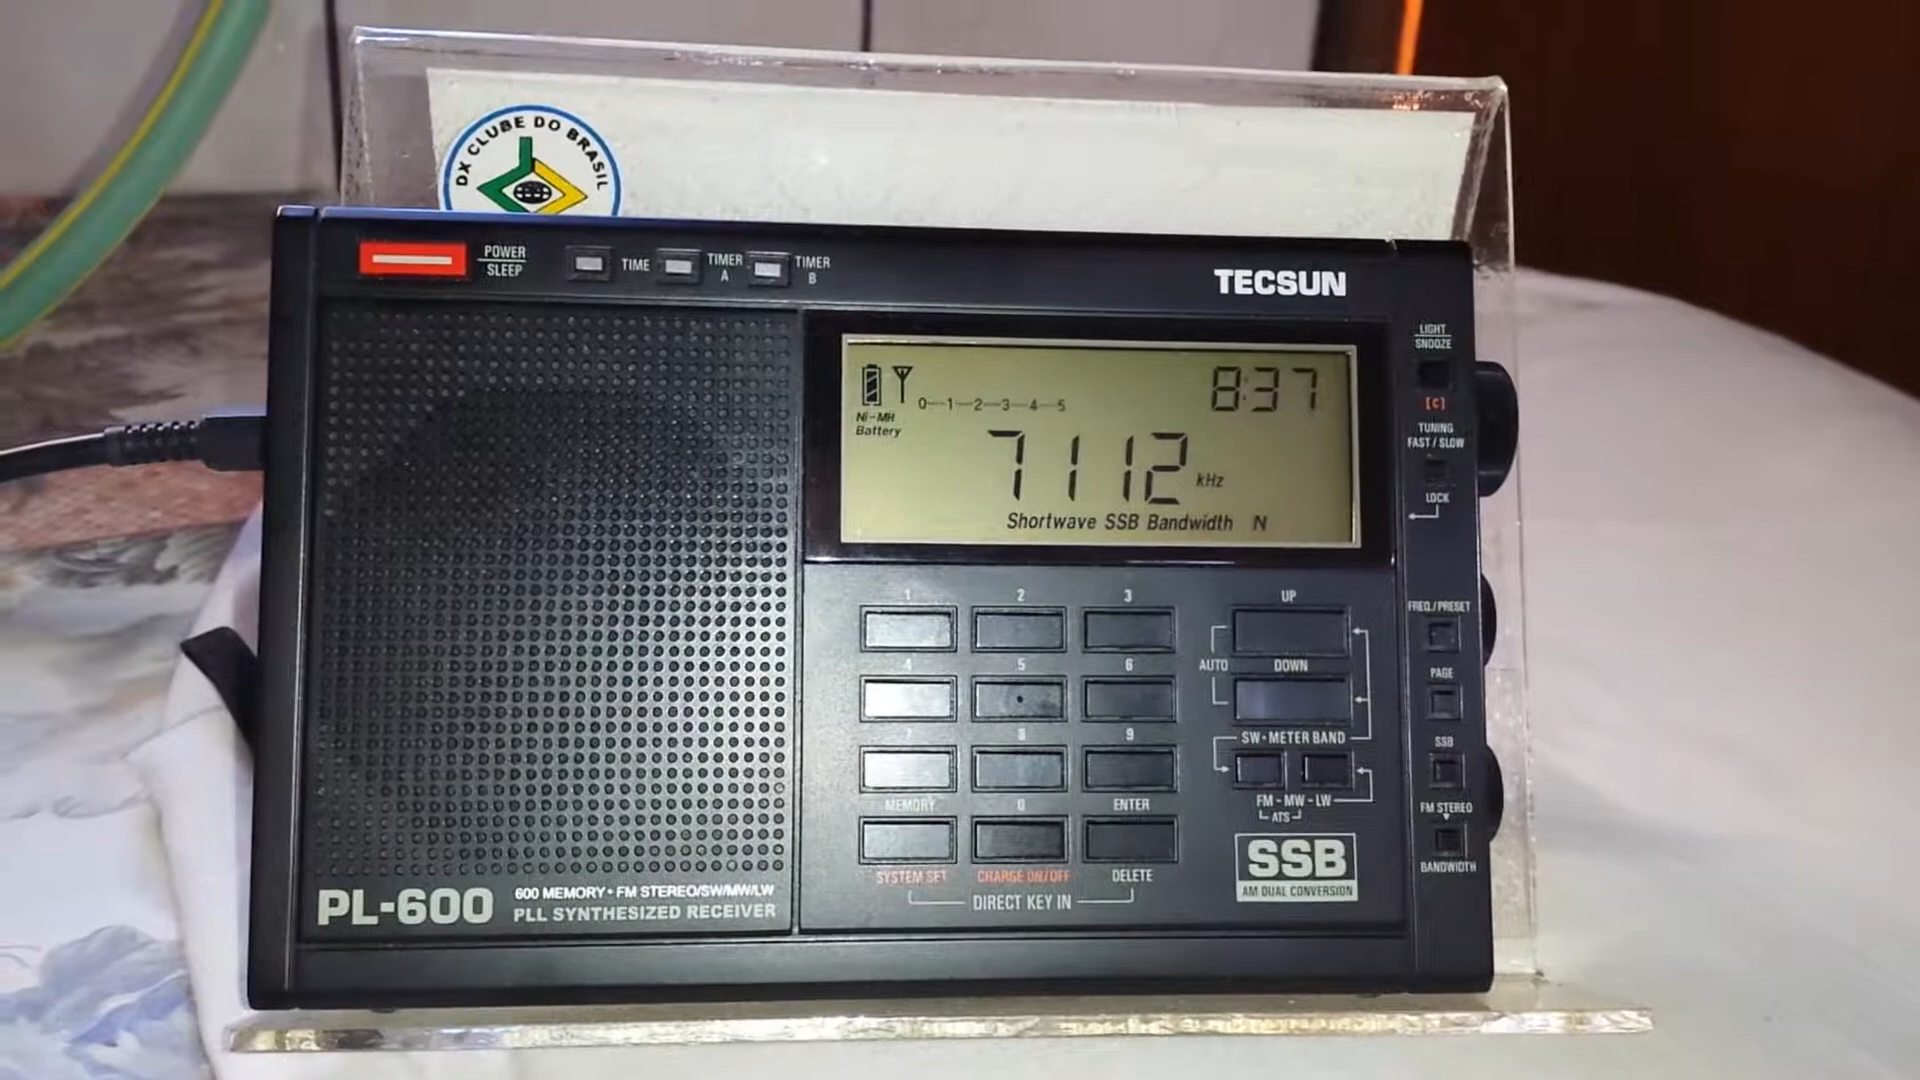 DX CLUBE DO BRASIL
POWER
SLEEP
TIME
TIMER
A
TIMER
B
TECSUN
LIGHT
SNOOZE
[C]
TUNING
FAST / SLOW
LOCK
8:37
0-1-2-3-4-5
Ni-MH
Battery
7112 kHz
Shortwave SSB Bandwidth N
1 2 3 UP
4 5 6 AUTO DOWN
7 8 9 SW•METER BAND
MEMORY 0 ENTER FM - MW - LW
ATS
SYSTEM SET CHARGE ON/OFF DELETE
DIRECT KEY IN
SSB
AM DUAL CONVERSION
FREQ./PRESET
PAGE
SSB
FM STEREO
BANDWIDTH
PL-600
600 MEMORY • FM STEREO/SW/MW/LW
PLL SYNTHESIZED RECEIVER